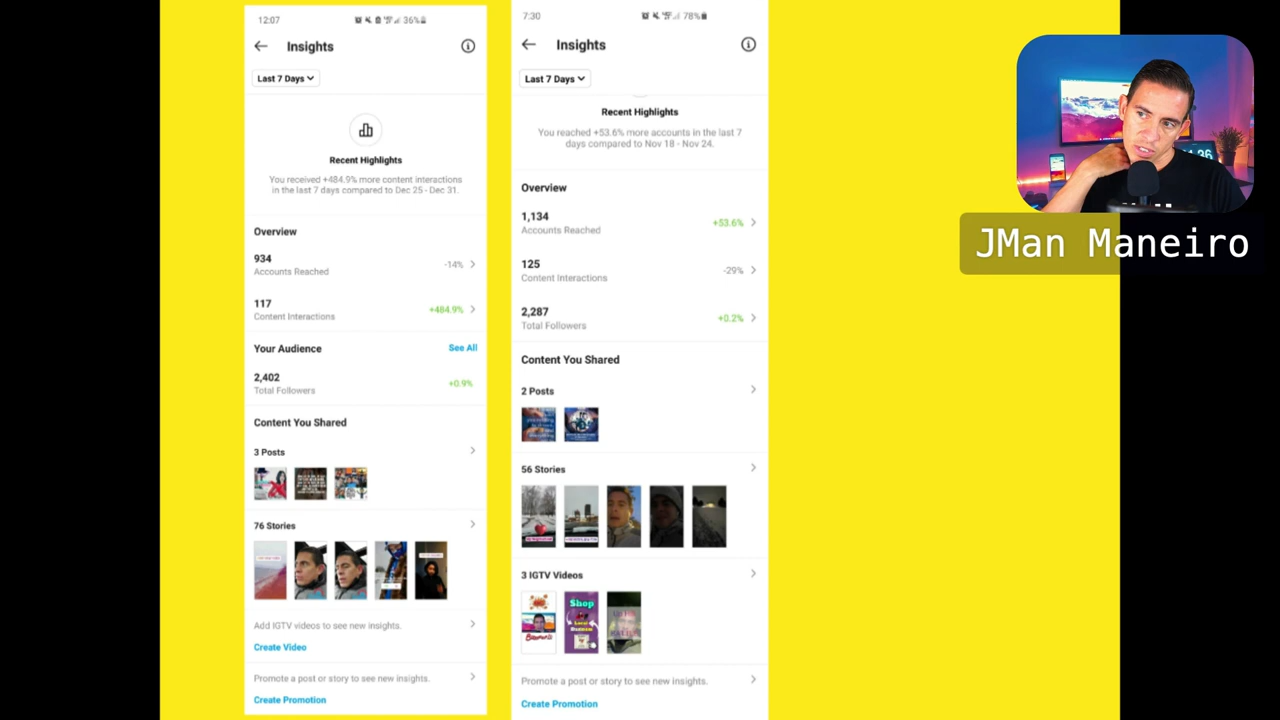 12:07
36%
Insights
Last 7 Days
Recent Highlights
You received +484.9% more content interactions
in the last 7 days compared to Dec 25 - Dec 31.
Overview
934
Accounts Reached
-14%
117
Content Interactions
+484.9%
Your Audience
See All
2,402
Total Followers
+0.9%
Content You Shared
3 Posts
76 Stories
Add IGTV videos to see new insights.
Create Video
Promote a post or story to see new insights.
Create Promotion
7:30
78%
Insights
Last 7 Days
Recent Highlights
You reached +53.6% more accounts in the last 7
days compared to Nov 18 - Nov 24.
Overview
1,134
Accounts Reached
+53.6%
125
Content Interactions
-29%
2,287
Total Followers
+0.2%
Content You Shared
2 Posts
56 Stories
3 IGTV Videos
Shop
Promote a post or story to see new insights.
Create Promotion
JMan Maneiro